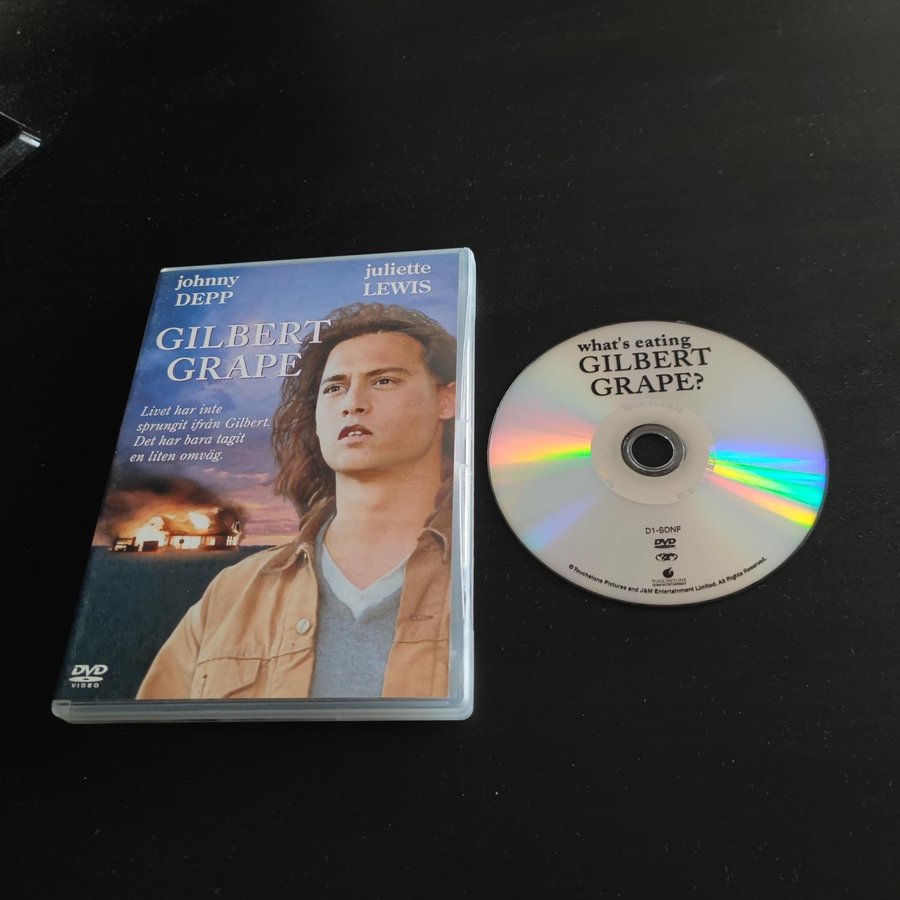 johnny
DEPP
juliette
LEWIS
GILBERT
GRAPE
Livet har inte
sprungit ifrån Gilbert.
Det har bara tagit
en liten omväg.
DVD
VIDEO
what's eating
GILBERT
GRAPE?
D1-SDNF
DVD
TOUCHSTONE
© Touchstone Pictures and J&M Entertainment Limited. All Rights Reserved.